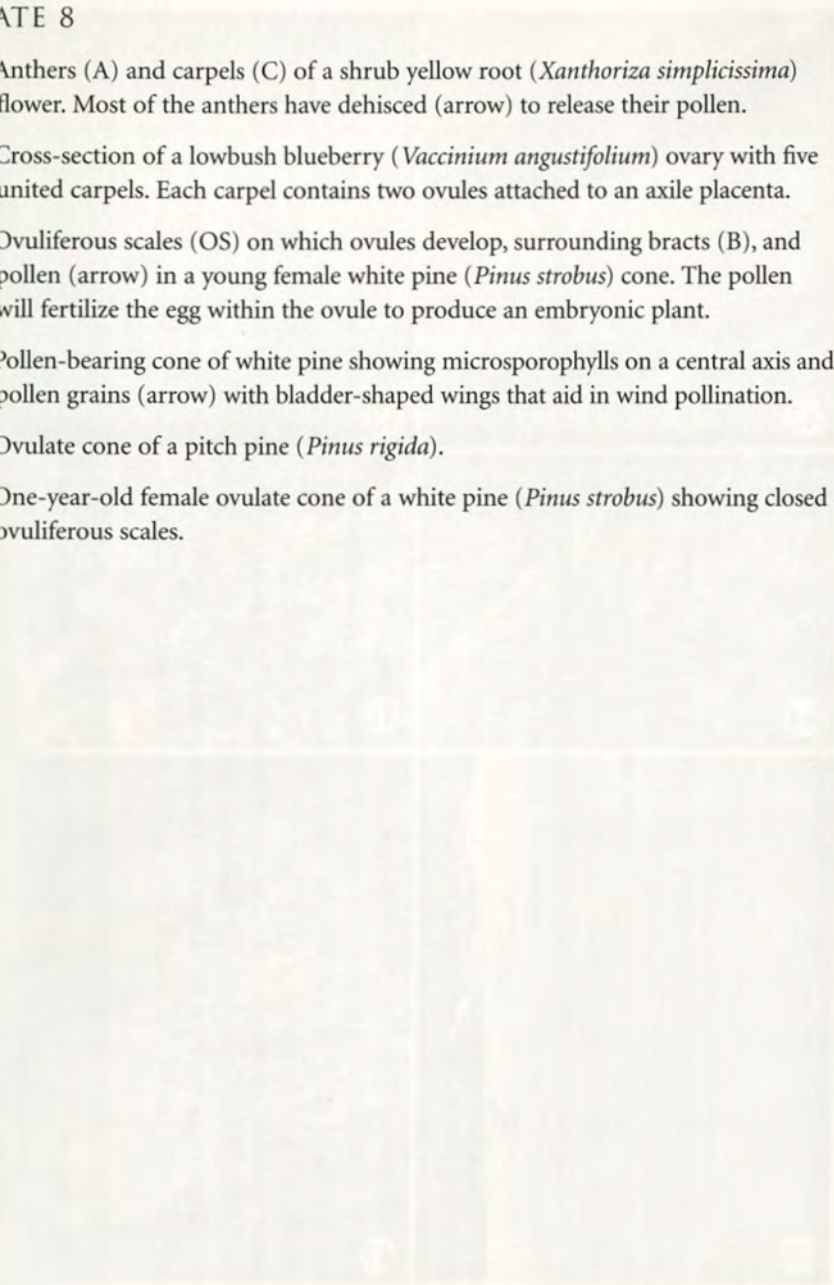 ATE 8
Anthers (A) and carpels (C) of a shrub yellow root (Xanthoriza simplicissima)
flower. Most of the anthers have dehisced (arrow) to release their pollen.
Cross-section of a lowbush blueberry (Vaccinium angustifolium) ovary with five
united carpels. Each carpel contains two ovules attached to an axile placenta.
Ovuliferous scales (OS) on which ovules develop, surrounding bracts (B), and
pollen (arrow) in a young female white pine (Pinus strobus) cone. The pollen
will fertilize the egg within the ovule to produce an embryonic plant.
Pollen-bearing cone of white pine showing microsporophylls on a central axis and
pollen grains (arrow) with bladder-shaped wings that aid in wind pollination.
Ovulate cone of a pitch pine (Pinus rigida).
One-year-old female ovulate cone of a white pine (Pinus strobus) showing closed
ovuliferous scales.